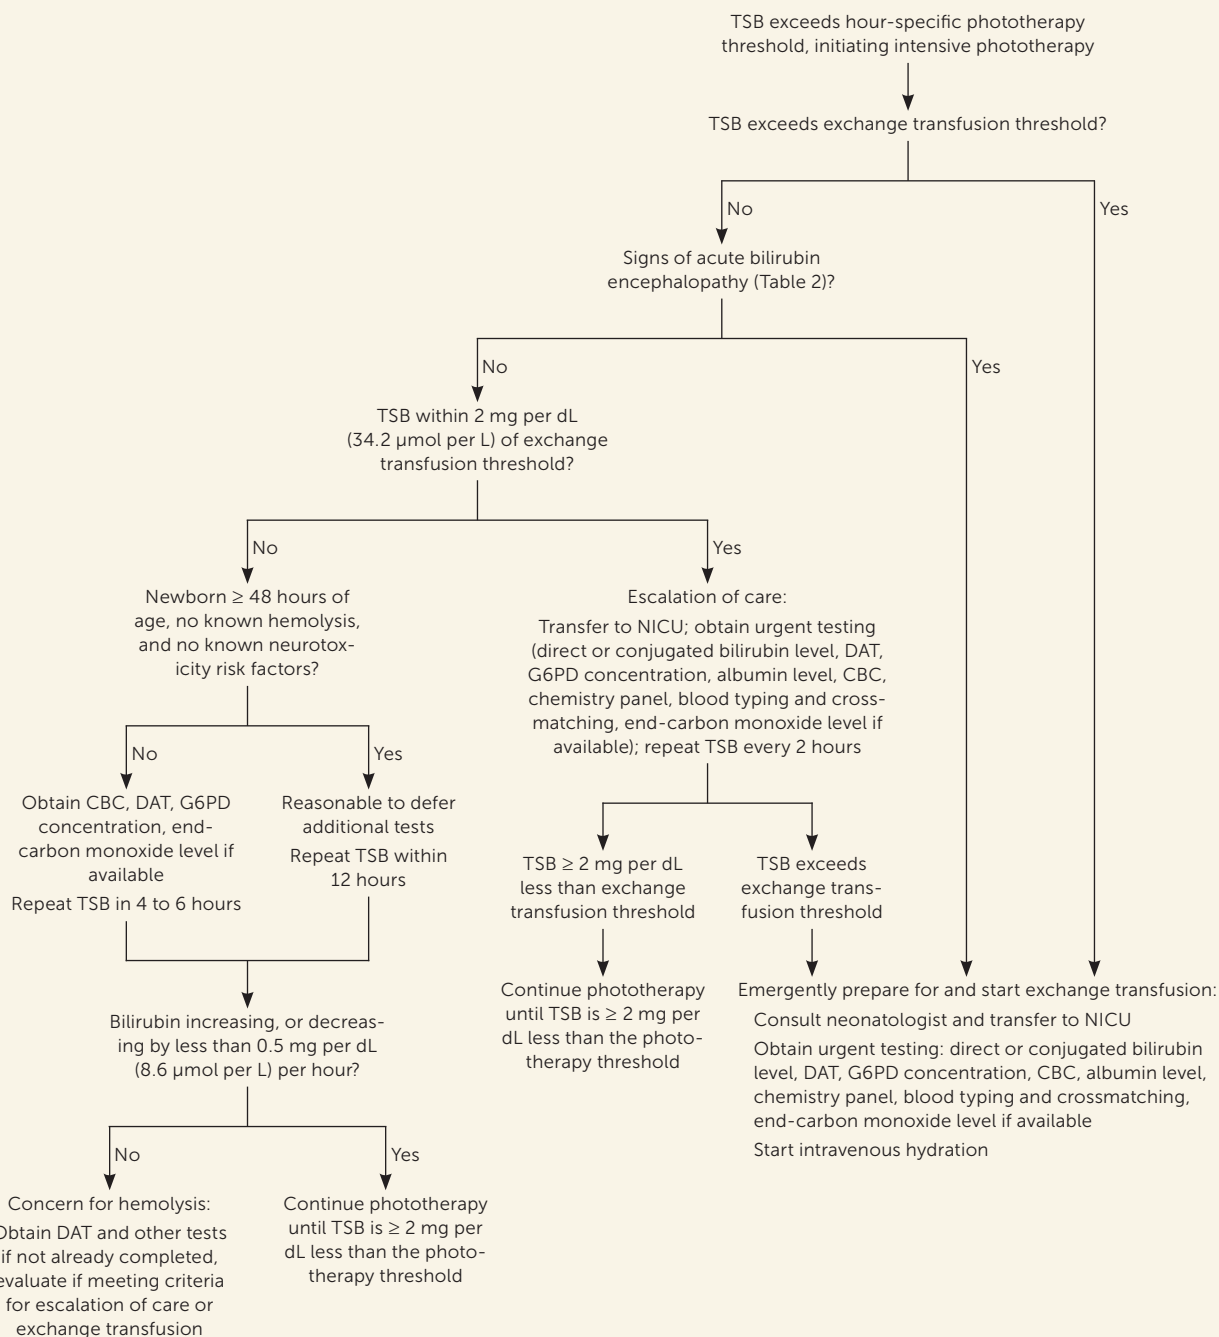 TSB exceeds hour-specific phototherapy
threshold, initiating intensive phototherapy
TSB exceeds exchange transfusion threshold?
No
Yes
Signs of acute bilirubin
encephalopathy (Table 2)?
No
Yes
TSB within 2 mg per dL
(34.2 µmol per L) of exchange
transfusion threshold?
No
Yes
Newborn ≥ 48 hours of
age, no known hemolysis,
and no known neurotox-
icity risk factors?
Escalation of care:
Transfer to NICU; obtain urgent testing
(direct or conjugated bilirubin level, DAT,
G6PD concentration, albumin level, CBC,
chemistry panel, blood typing and cross-
matching, end-carbon monoxide level if
available); repeat TSB every 2 hours
No
Yes
Obtain CBC, DAT, G6PD
concentration, end-
carbon monoxide level if
available
Repeat TSB in 4 to 6 hours
Reasonable to defer
additional tests
Repeat TSB within
12 hours
TSB ≥ 2 mg per dL
less than exchange
transfusion threshold
TSB exceeds
exchange trans-
fusion threshold
Continue phototherapy
until TSB is ≥ 2 mg per
dL less than the photo-
therapy threshold
Emergently prepare for and start exchange transfusion:
Consult neonatologist and transfer to NICU
Obtain urgent testing: direct or conjugated bilirubin
level, DAT, G6PD concentration, CBC, albumin level,
chemistry panel, blood typing and crossmatching,
end-carbon monoxide level if available
Start intravenous hydration
Bilirubin increasing, or decreas-
ing by less than 0.5 mg per dL
(8.6 µmol per L) per hour?
No
Yes
Concern for hemolysis:
Obtain DAT and other tests
if not already completed,
evaluate if meeting criteria
for escalation of care or
exchange transfusion
Continue phototherapy
until TSB is ≥ 2 mg per
dL less than the photo-
therapy threshold